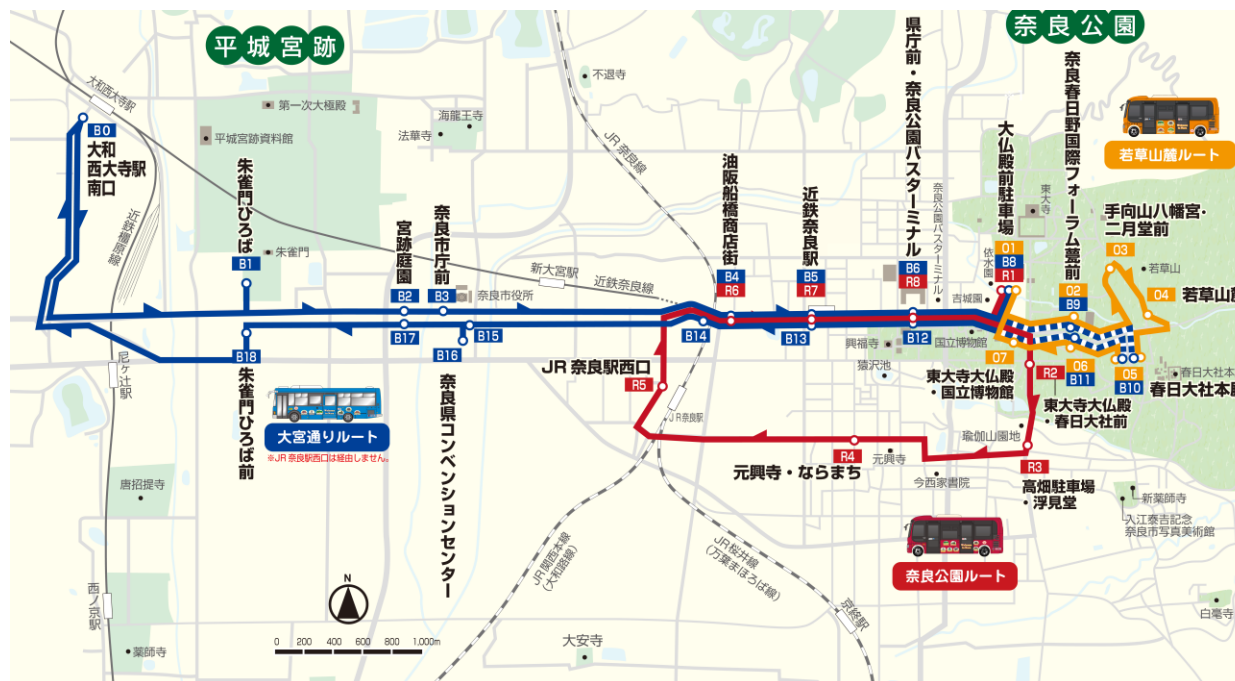 平城宮跡
奈良公園
大和西大寺駅
B0
大和
西大寺駅
南口
近鉄橿原線
第一次大極殿
平城宮跡資料館
朱雀門ひろば
B1
朱雀門
海龍王寺
法華寺
不退寺
JR奈良線
宮跡庭園
B2
奈良市庁前
B3
奈良市役所
新大宮駅
近鉄奈良線
油阪船橋商店街
B4
R6
近鉄奈良駅
B5
R7
県庁前・奈良公園バスターミナル
B6
R8
奈良公園バスターミナル
大仏殿前駐車場
O1
B8
R1
依水園
吉城園
東大寺
奈良春日野国際フォーラム甍前
O2
B9
若草山麓ルート
手向山八幡宮・
二月堂前
O3
若草山
O4
若草山麓
B18
朱雀門ひろば前
B17
B16
B15
奈良県コンベンションセンター
B14
B13
B12
興福寺
猿沢池
国立博物館
O7
東大寺大仏殿
・国立博物館
R2
東大寺大仏殿
・春日大社前
O6
B11
O5
B10
春日大社本殿
春日大社本
尼ヶ辻駅
大宮通りルート
※JR奈良駅西口は経由しません。
JR奈良駅西口
R5
JR奈良駅
R4
元興寺・ならまち
元興寺
今西家書院
瑜伽山園地
R3
高畑駐車場
・浮見堂
新薬師寺
入江泰吉記念
奈良市写真美術館
奈良公園ルート
唐招提寺
西ノ京駅
薬師寺
N
0 200 400 600 800 1,000m
JR関西本線
(大和路線)
JR桜井線
(万葉まほろば線)
京終駅
大安寺
白毫寺